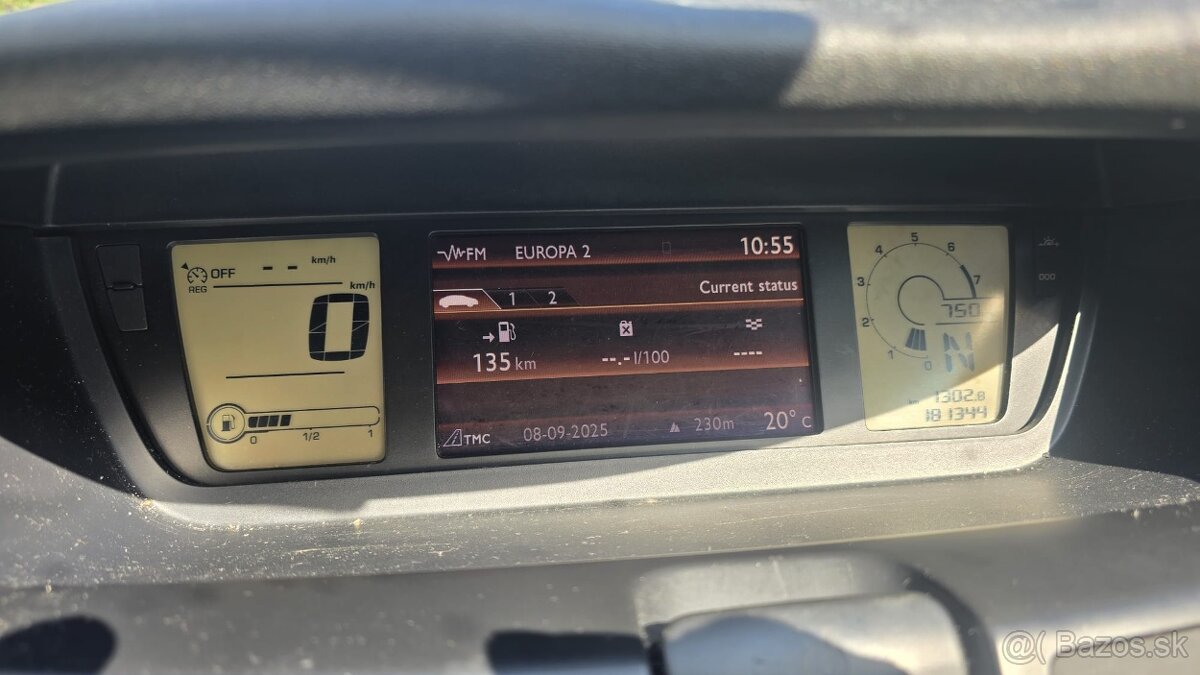 OFF -- km/h
REG
km/h
0
0 1/2 1
FM EUROPA 2 10:55
1 2 Current status
135 km --.- l/100 ----
TMC 08-09-2025 230m 20° C
5
4 6
3 7
750
2
1 0 N
km 1302.8
181344
@( Bazos.sk